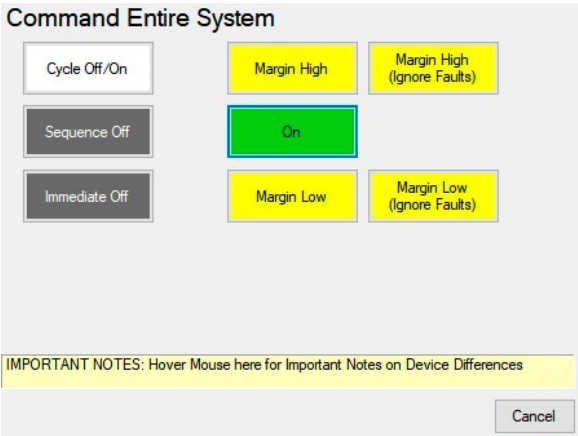 Command Entire System
Cycle Off/On
Margin High
Margin High
(Ignore Faults)
Sequence Off
On
Immediate Off
Margin Low
Margin Low
(Ignore Faults)
IMPORTANT NOTES: Hover Mouse here for Important Notes on Device Differences
Cancel